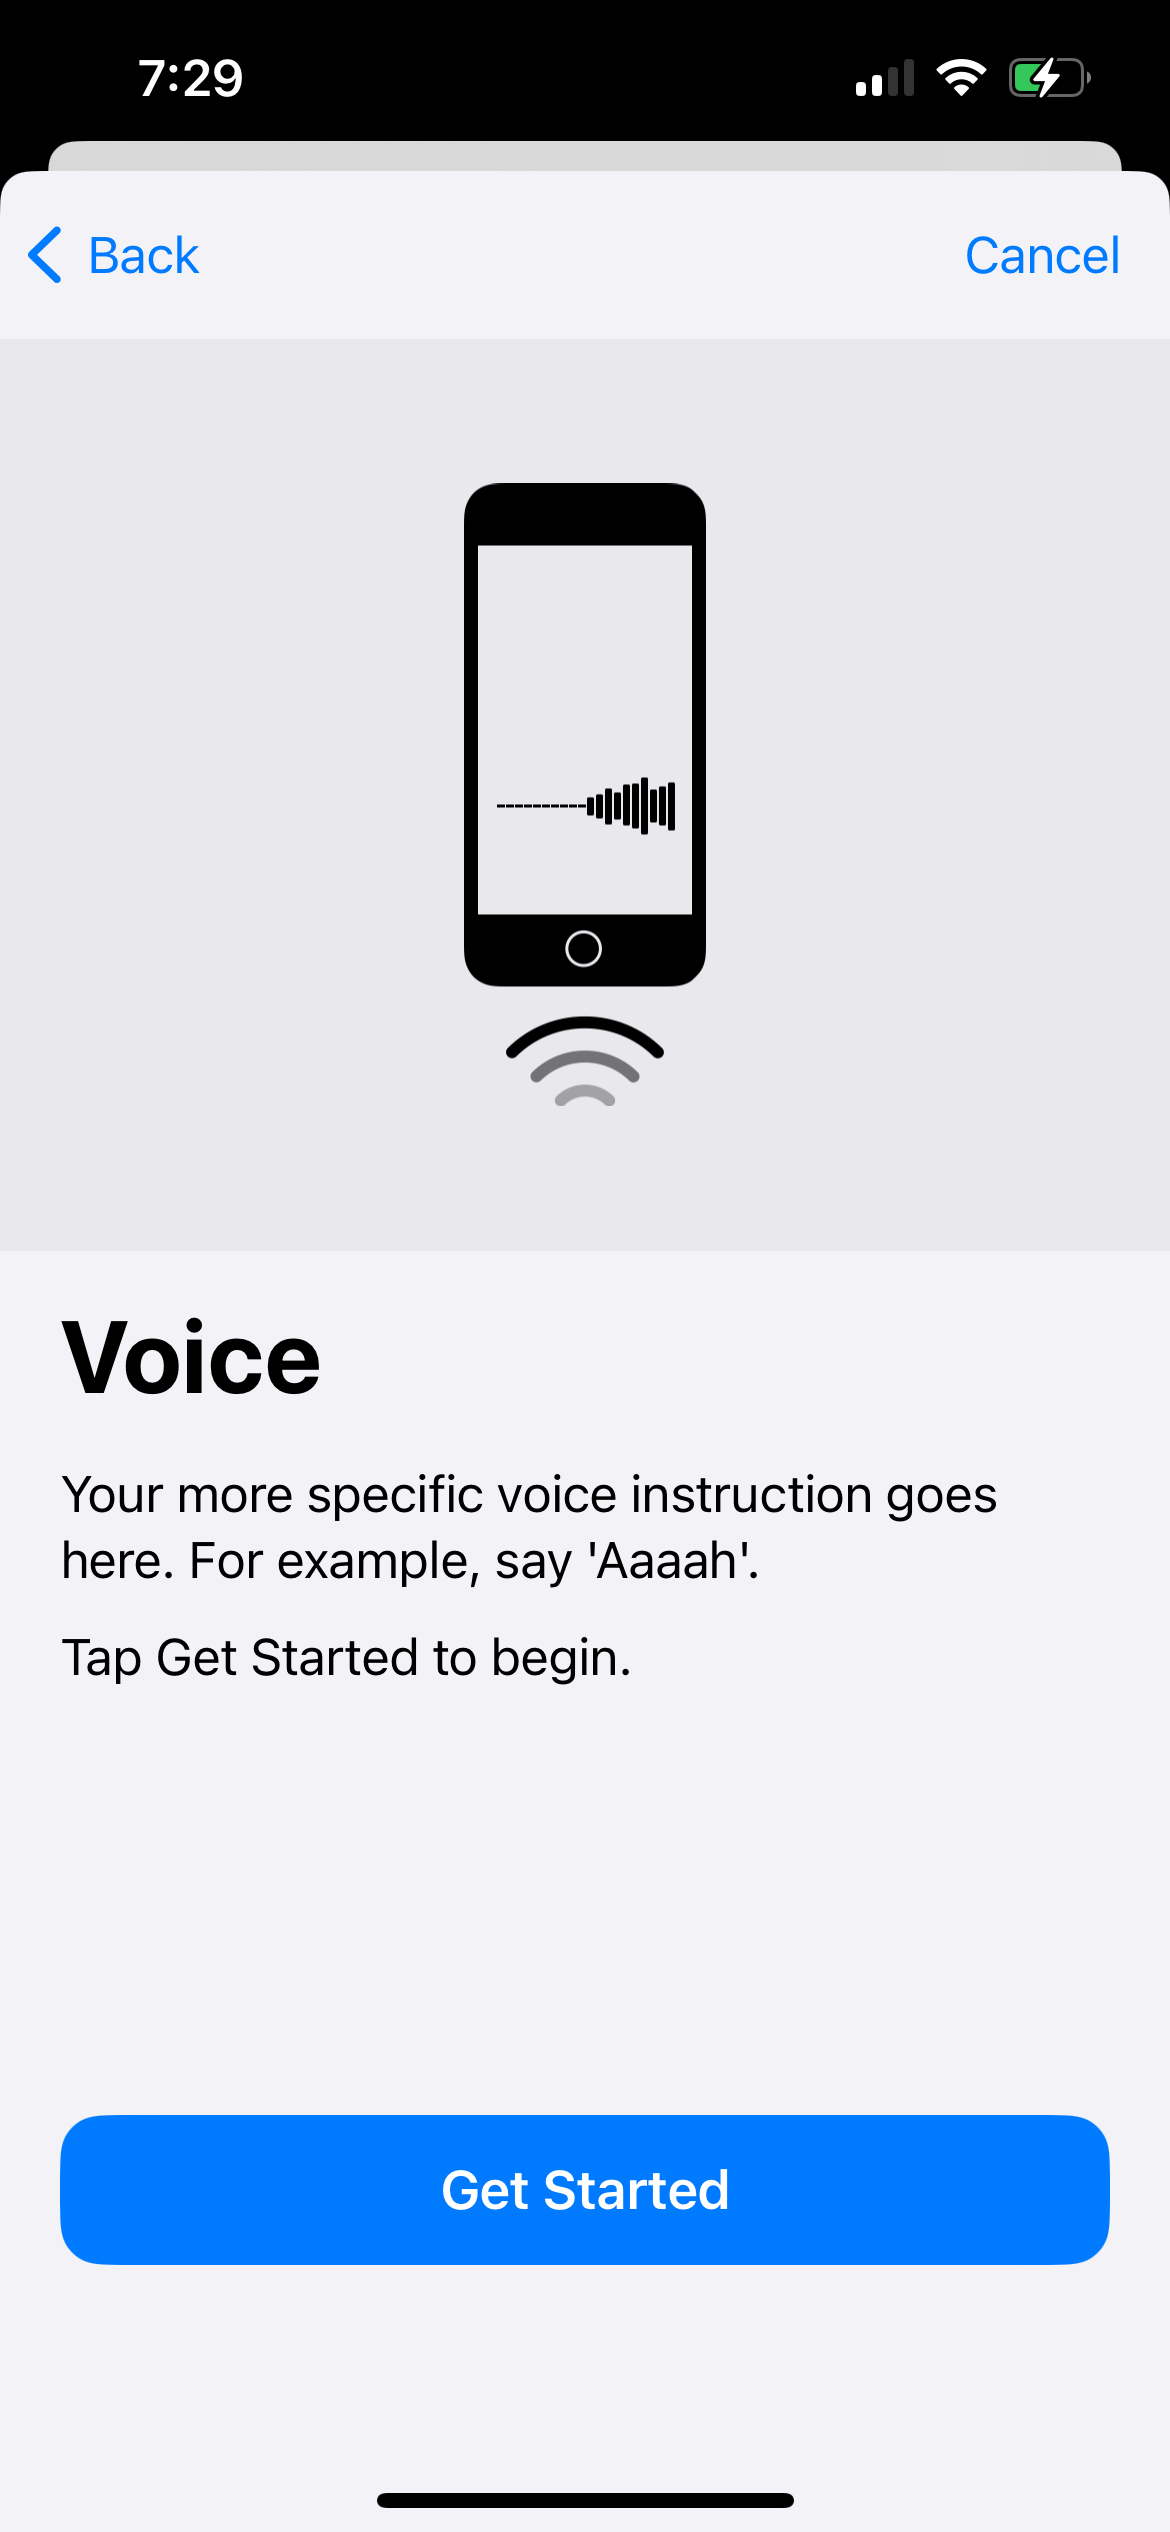 7:29
Back
Cancel
Voice
Your more specific voice instruction goes
here. For example, say 'Aaaah'.
Tap Get Started to begin.
Get Started